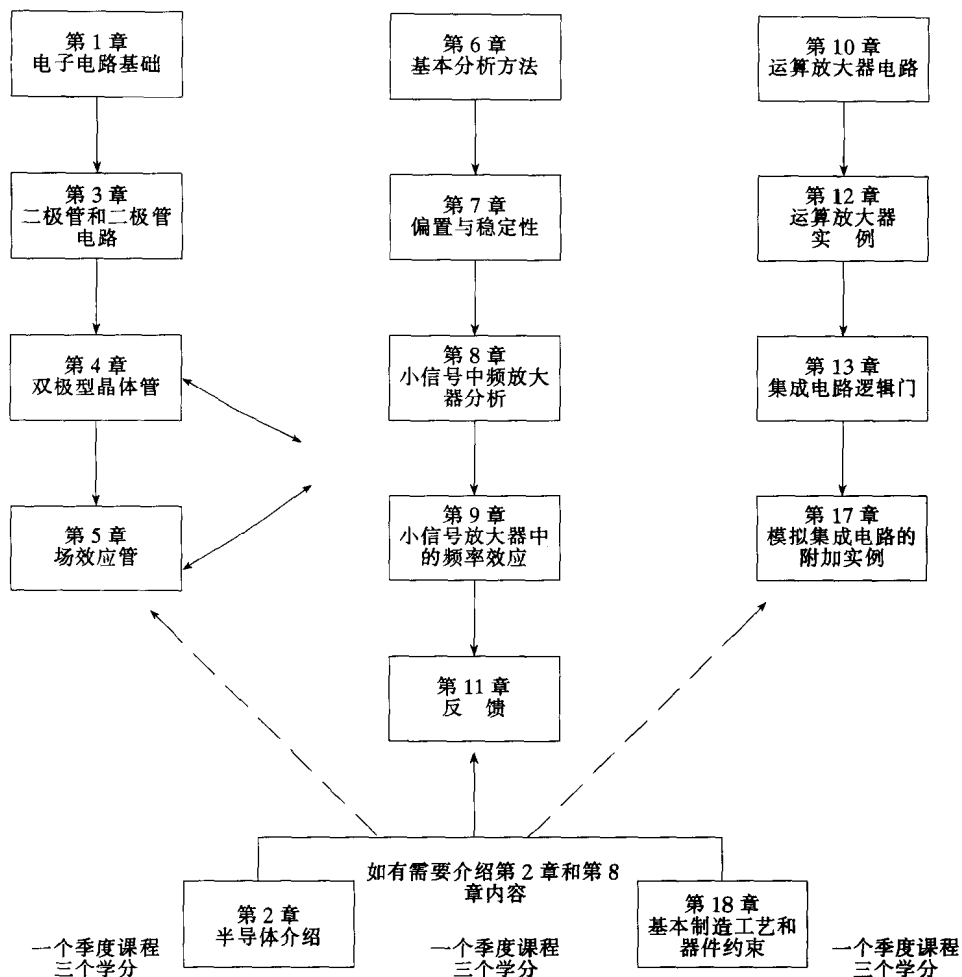 第 1 章
电子电路基础
第 3 章
二极管和二极管
电路
第 4 章
双极型晶体管
第 5 章
场效应管
第 6 章
基本分析方法
第 7 章
偏置与稳定性
第 8 章
小信号中频放大
器分析
第 9 章
小信号放大器中
的频率效应
第 11 章
反 馈
第 10 章
运算放大器电路
第 12 章
运算放大器
实 例
第 13 章
集成电路逻辑门
第 17 章
模拟集成电路的
附加实例
如有需要介绍第 2 章和第 8
章内容
第 2 章
半导体介绍
第 18 章
基本制造工艺和
器件约束
一个季度课程
三个学分
一个季度课程
三个学分
一个季度课程
三个学分